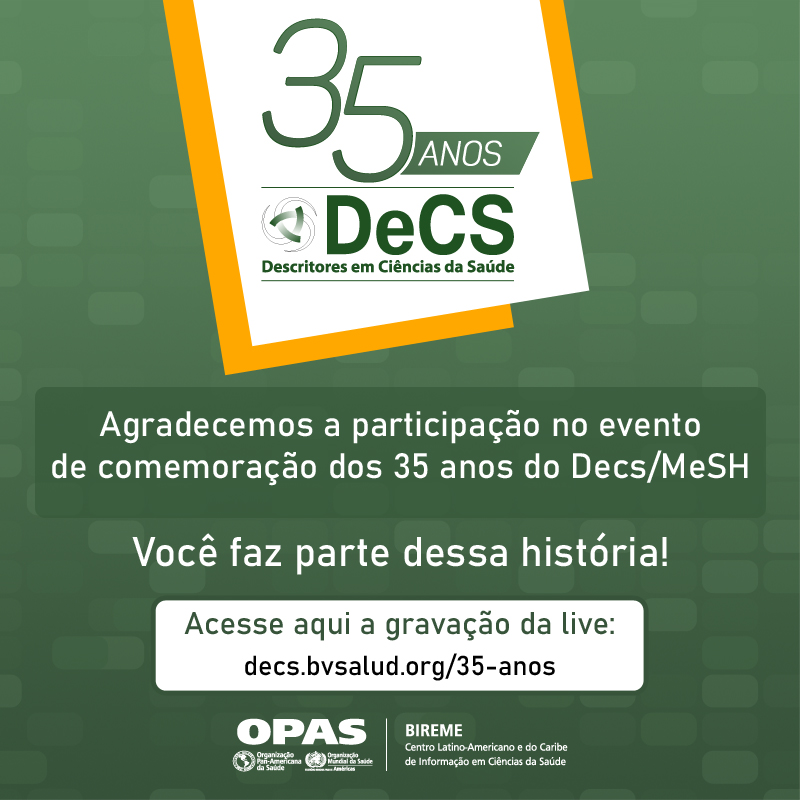 35
ANOS
DeCS
Descritores em Ciências da Saúde
Agradecemos a participação no evento
de comemoração dos 35 anos do Decs/MeSH
Você faz parte dessa história!
Acesse aqui a gravação da live:
decs.bvsalud.org/35-anos
OPAS
Organização
Pan-Americana
da Saúde
Organização
Mundial da Saúde
Américas
BIREME
Centro Latino-Americano e do Caribe
de Informação em Ciências da Saúde